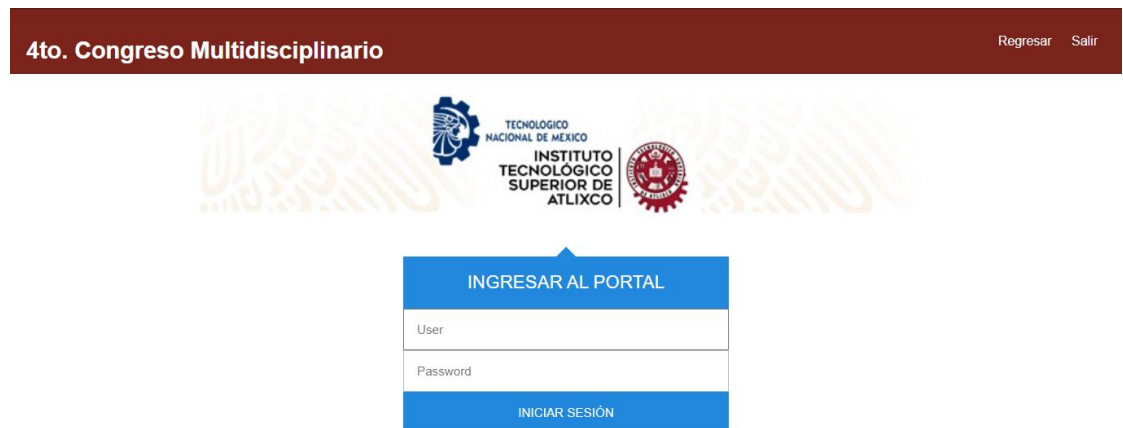 4to. Congreso Multidisciplinario
Regresar Salir
TECNOLOGICO
NACIONAL DE MEXICO
INSTITUTO
TECNOLÓGICO
SUPERIOR DE
ATLIXCO
INGRESAR AL PORTAL
User
Password
INICIAR SESIÓN